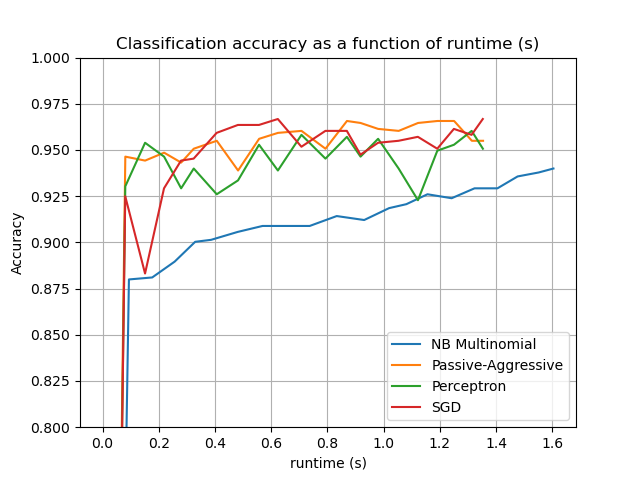 Classification accuracy as a function of runtime (s)
1.000
0.975
0.950
0.925
0.900
0.875
0.850
0.825
0.800
Accuracy
NB Multinomial
Passive-Aggressive
Perceptron
SGD
0.0 0.2 0.4 0.6 0.8 1.0 1.2 1.4 1.6
runtime (s)